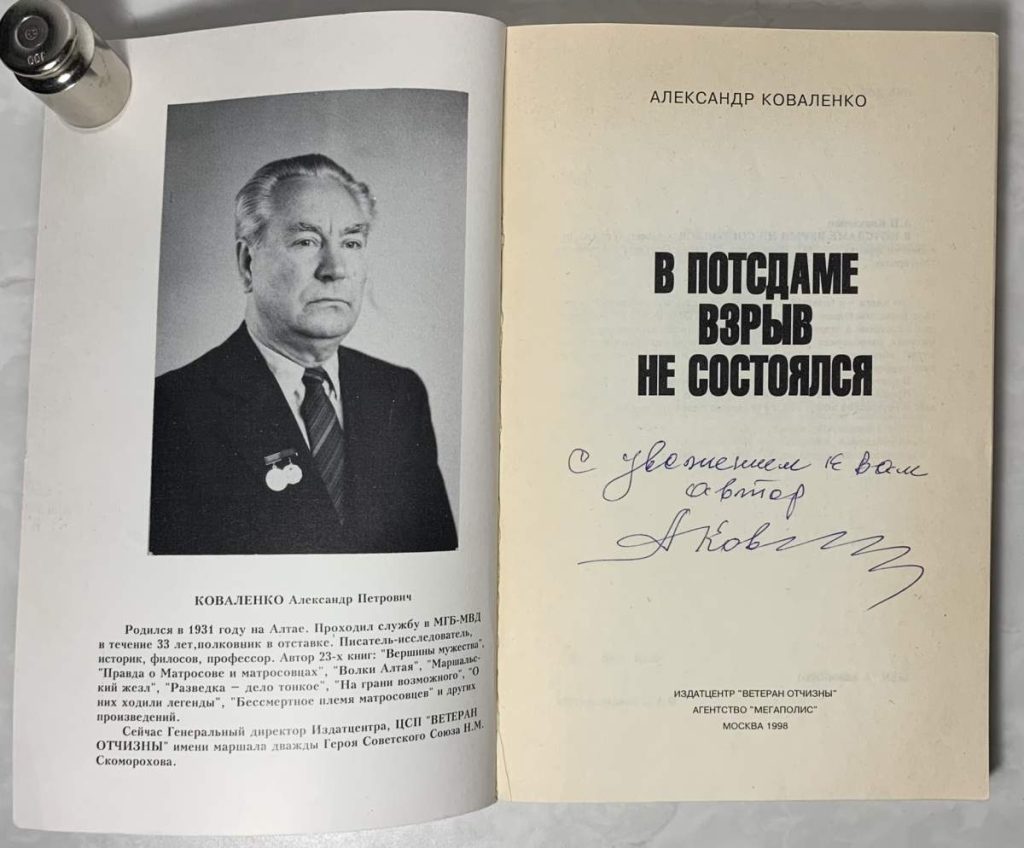 КОВАЛЕНКО Александр Петрович
Родился в 1931 году на Алтае. Проходил службу в МГБ-МВД
в течение 33 лет,полковник в отставке. Писатель-исследователь,
историк, филосов, профессор. Автор 23-х книг: "Вершины мужества",
"Правда о Матросове и матросовцах", "Волки Алтая", "Маршальс-
кий жезл", "Разведка – дело тонкое", "На грани возможного", "О
них ходили легенды", "Бессмертное племя матросовцев" и других
произведений.
Сейчас Генеральный директор Издатцентра, ЦСП "ВЕТЕРАН
ОТЧИЗНЫ" имени маршала дважды Героя Советского Союза Н.М.
Скоморохова.
АЛЕКСАНДР КОВАЛЕНКО
В ПОТСДАМЕ
ВЗРЫВ
НЕ СОСТОЯЛСЯ
с уважением к вам
автор
АКов
ИЗДАТЦЕНТР "ВЕТЕРАН ОТЧИЗНЫ"
АГЕНТСТВО "МЕГАПОЛИС"
МОСКВА 1998